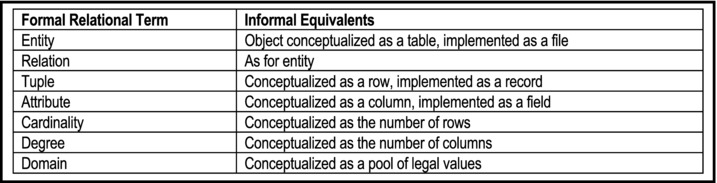 Formal Relational Term Informal Equivalents
Entity Object conceptualized as a table, implemented as a file
Relation As for entity
Tuple Conceptualized as a row, implemented as a record
Attribute Conceptualized as a column, implemented as a field
Cardinality Conceptualized as the number of rows
Degree Conceptualized as the number of columns
Domain Conceptualized as a pool of legal values